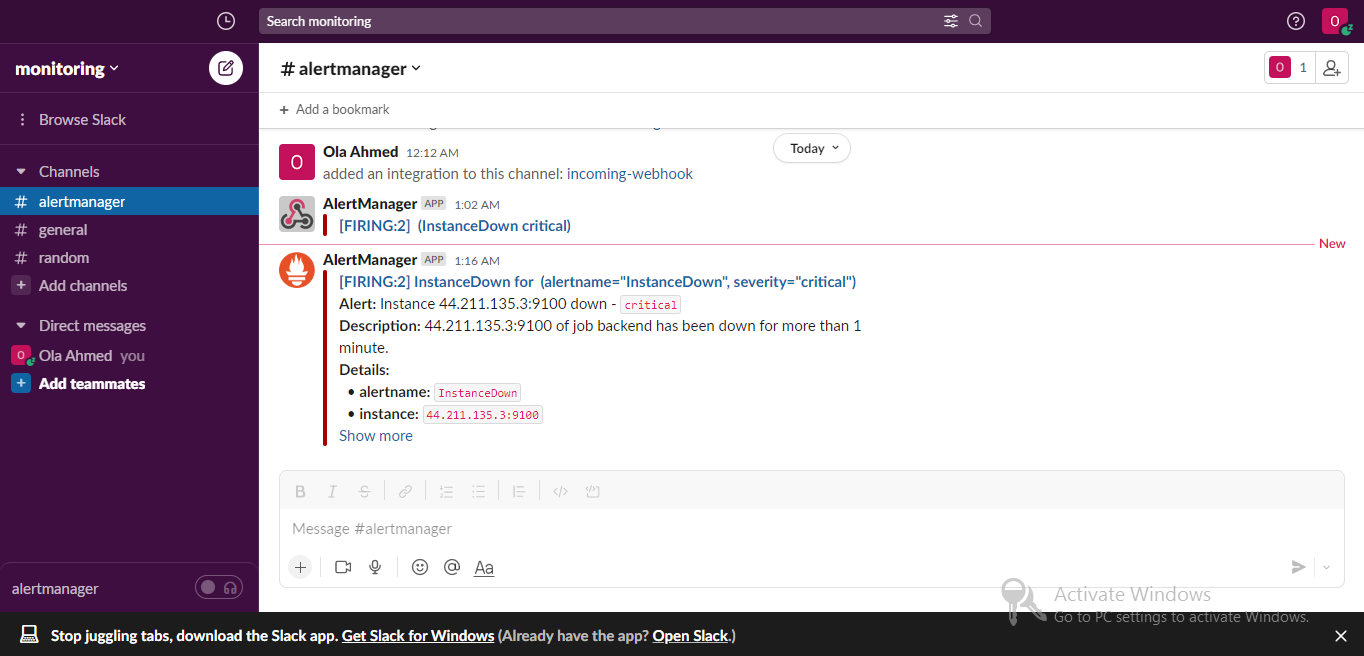 Search monitoring
O
monitoring
# alertmanager
O 1
Browse Slack
+ Add a bookmark
Channels
# alertmanager
# general
# random
+ Add channels
Direct messages
O Ola Ahmed you
+ Add teammates
Today
O
Ola Ahmed 12:12 AM
added an integration to this channel: incoming-webhook
AlertManager APP 1:02 AM
[FIRING:2] (InstanceDown critical)
New
AlertManager APP 1:16 AM
[FIRING:2] InstanceDown for (alertname="InstanceDown", severity="critical")
Alert: Instance 44.211.135.3:9100 down - critical
Description: 44.211.135.3:9100 of job backend has been down for more than 1
minute.
Details:
• alertname: InstanceDown
• instance: 44.211.135.3:9100
Show more
B I S
Message #alertmanager
+ @ Aa
alertmanager
Activate Windows
Go to PC settings to activate Windows.
Stop juggling tabs, download the Slack app. Get Slack for Windows (Already have the app? Open Slack.)